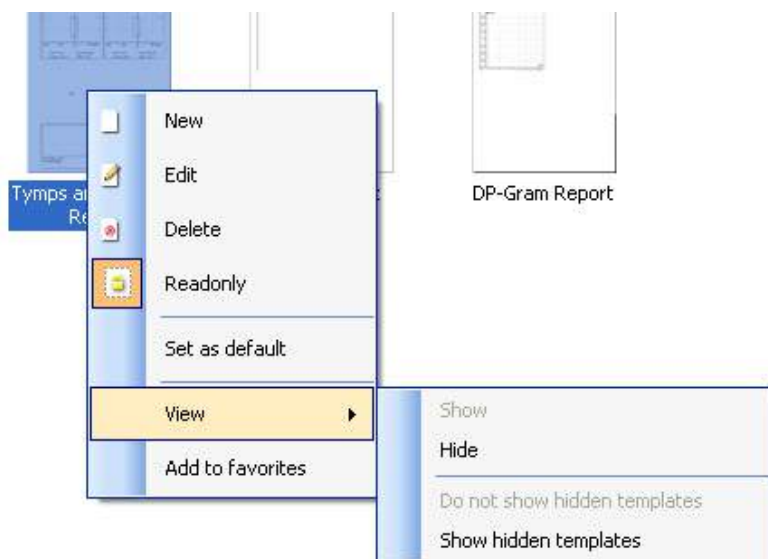 Tymps a
Re
DP-Gram Report
New
Edit
Delete
Readonly
Set as default
View
Add to favorites
Show
Hide
Do not show hidden templates
Show hidden templates